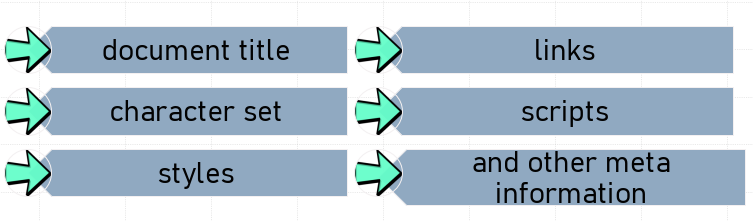 document title
links
character set
scripts
styles
and other meta
information